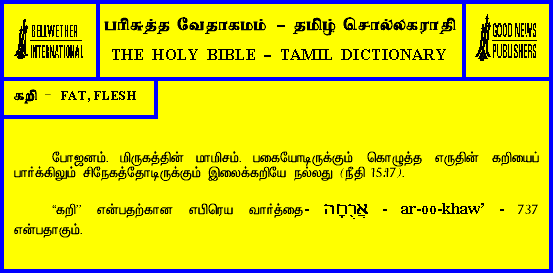 BELLWETHER
INTERNATIONAL
பரிசுத்த வேதாகமம் - தமிழ் சொல்லகராதி
THE HOLY BIBLE - TAMIL DICTIONARY
GOOD NEWS
PUBLISHERS
கறி - FAT, FLESH
போஜனம். மிருகத்தின் மாமிசம். பகையோடிருக்கும் கொழுத்த எருதின் கறியைப்
பார்க்கிலும் சிநேகத்தோடிருக்கும் இலைக்கறியே நல்லது (நீதி 15:17).
“கறி” என்பதற்கான எபிரெய வார்த்தை- אֲרֻחָה - ar-oo-khaw’ - 737
என்பதாகும்.